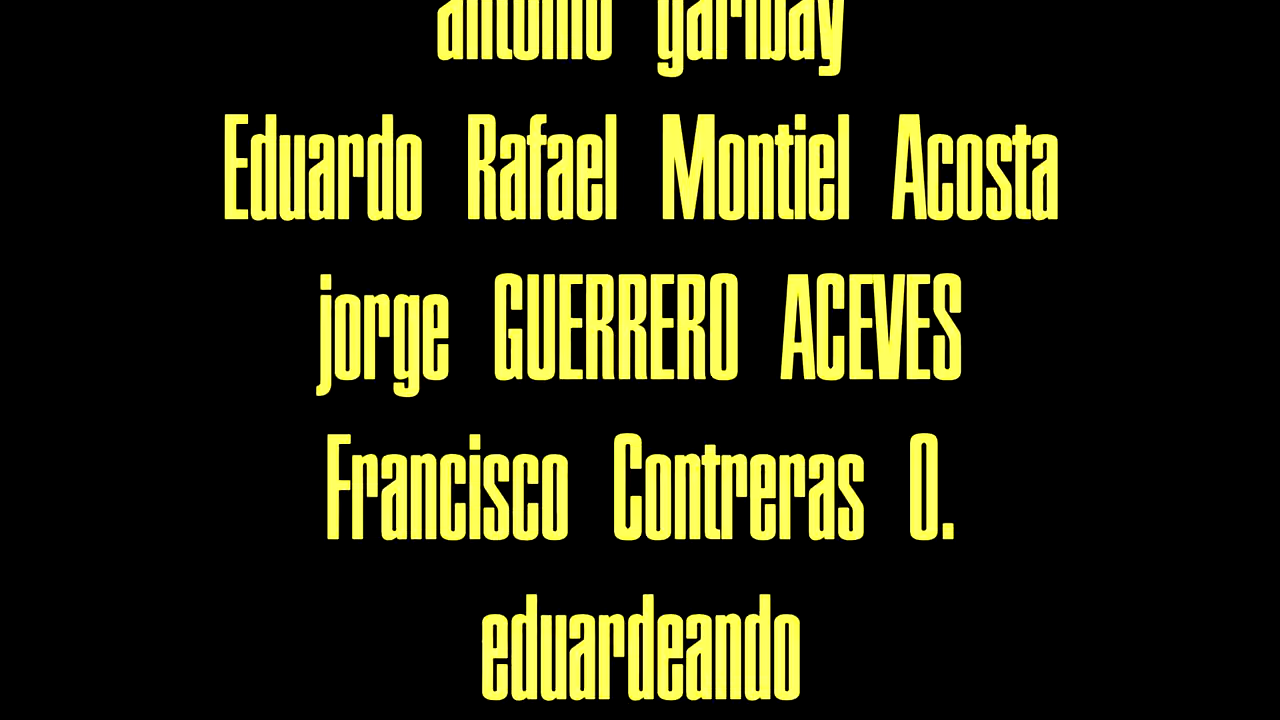 antonio garibay
Eduardo Rafael Montiel Acosta
jorge GUERRERO ACEVES
Francisco Contreras O.
eduardeando